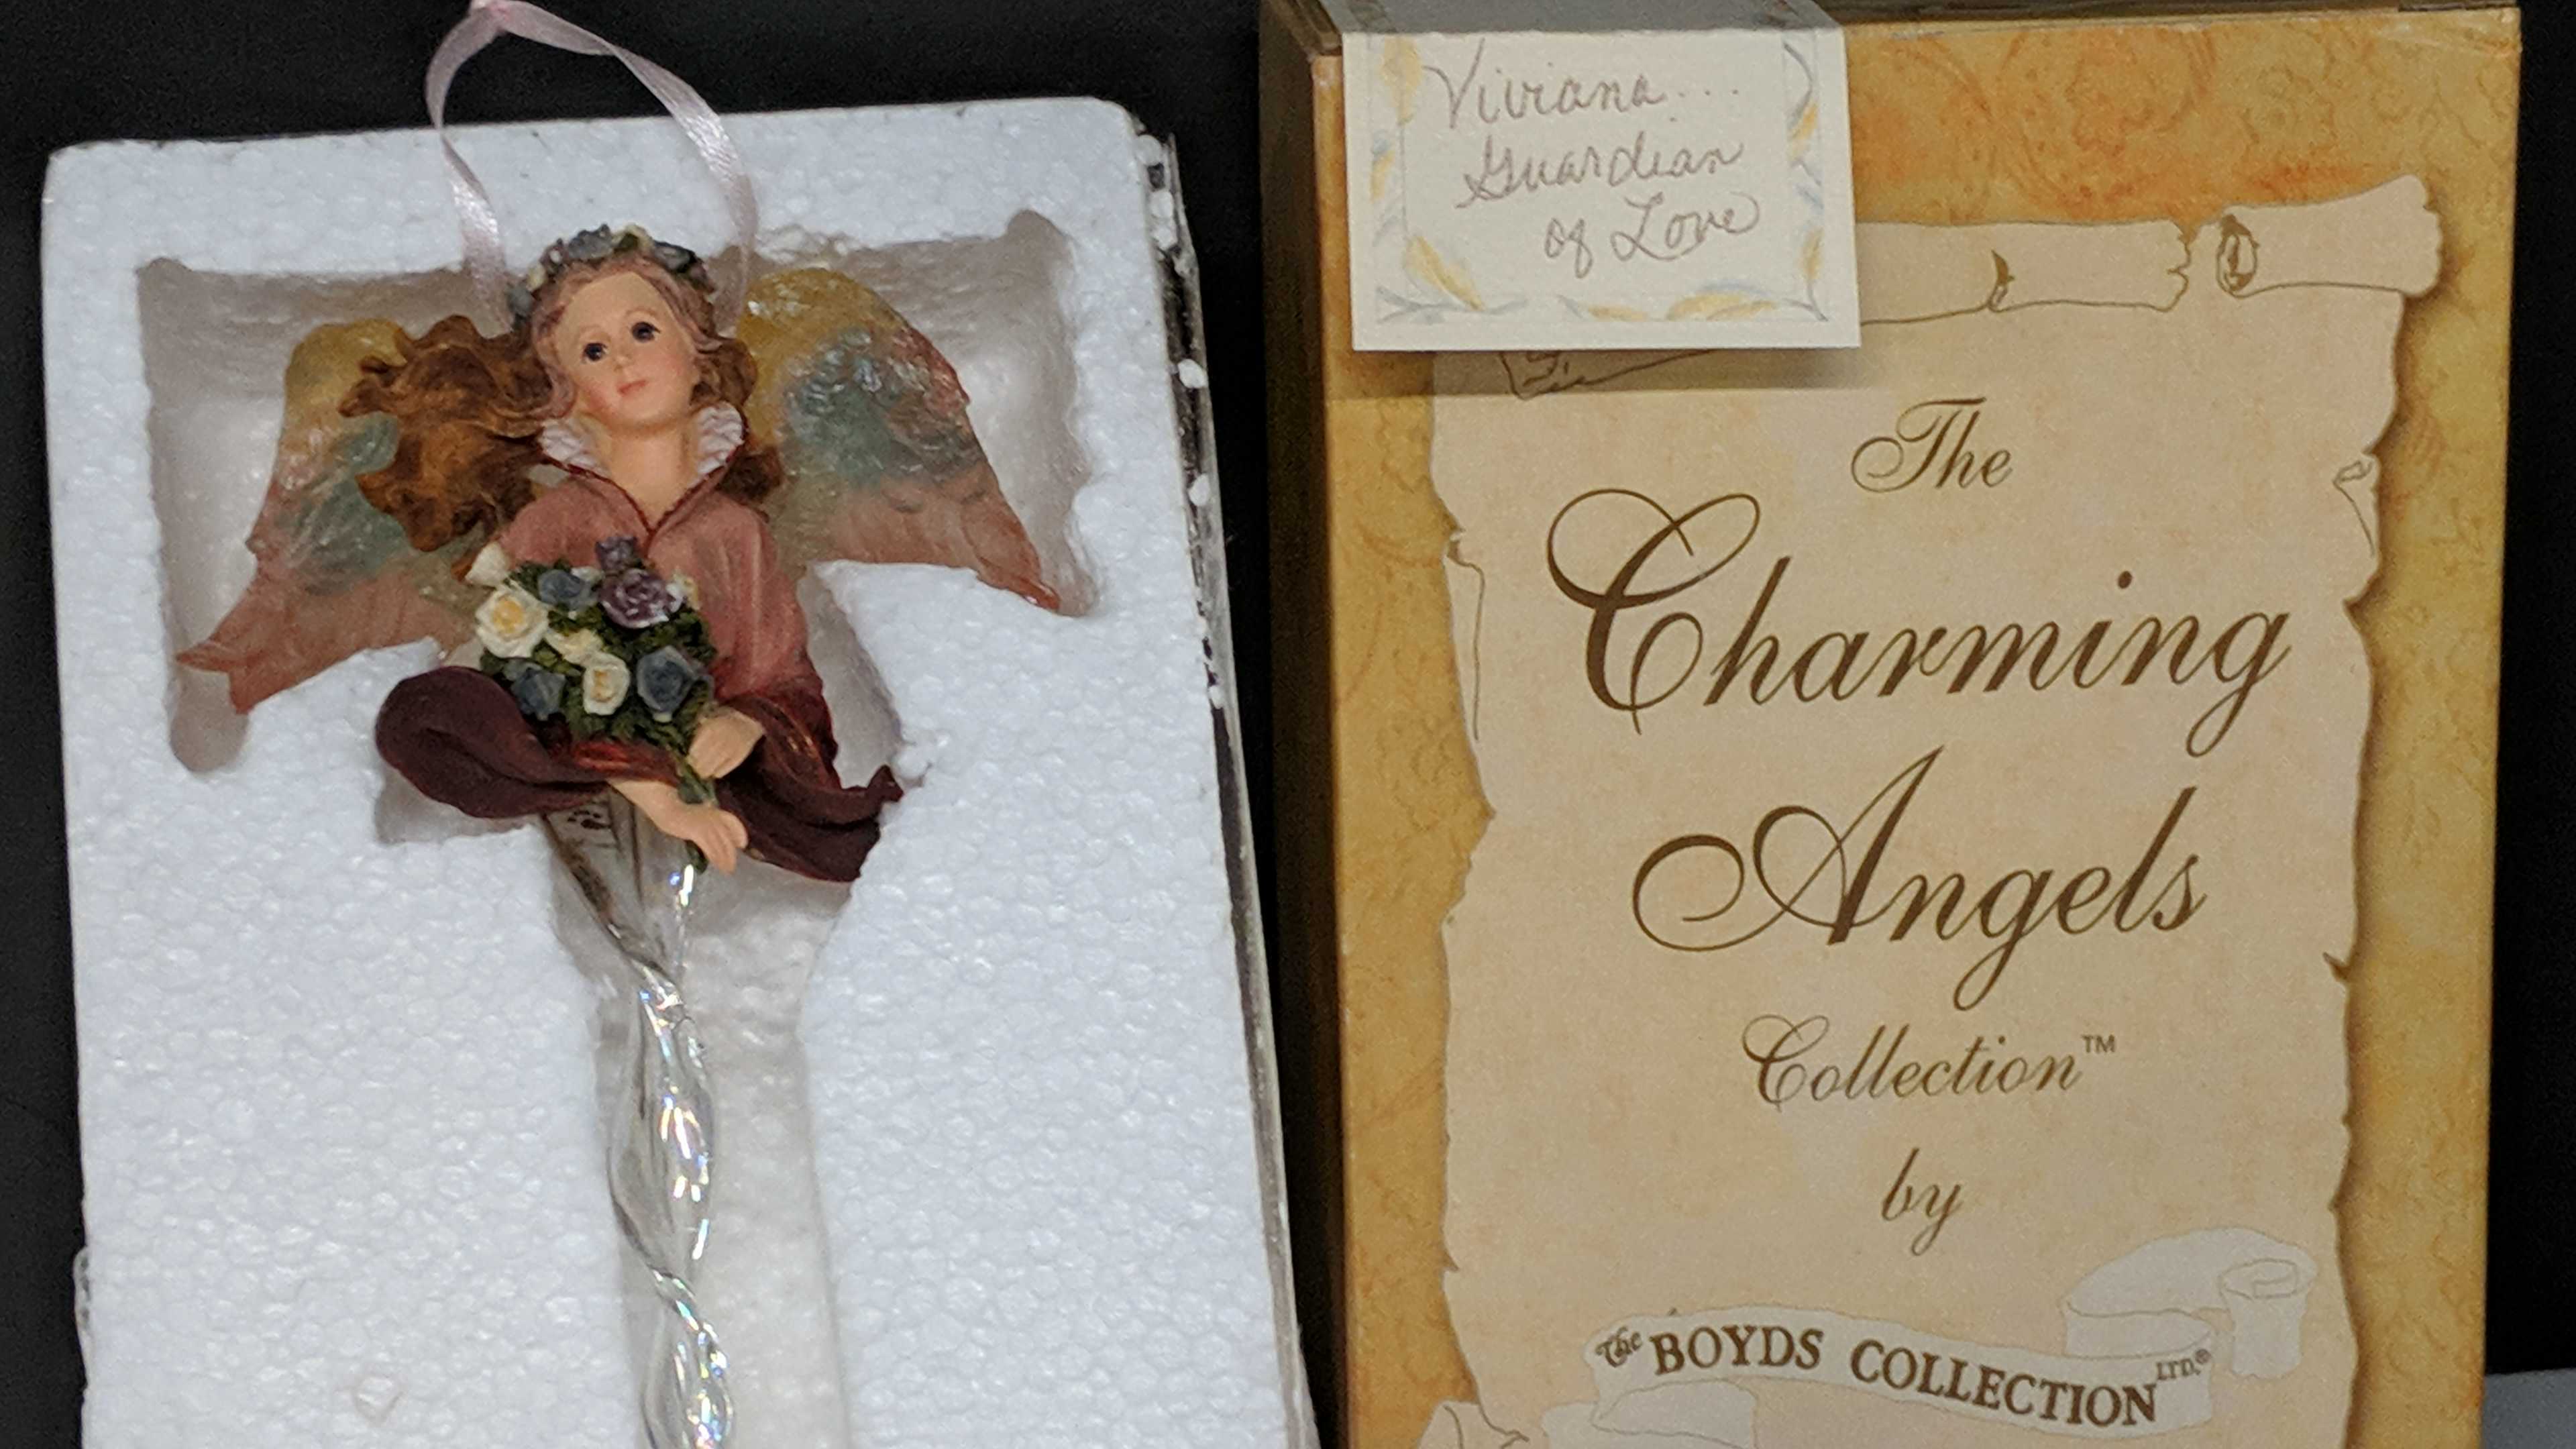 Viviana...
Guardian
of Love
The
Charming
Angels
Collection™
by
The BOYDS COLLECTION LTD.®